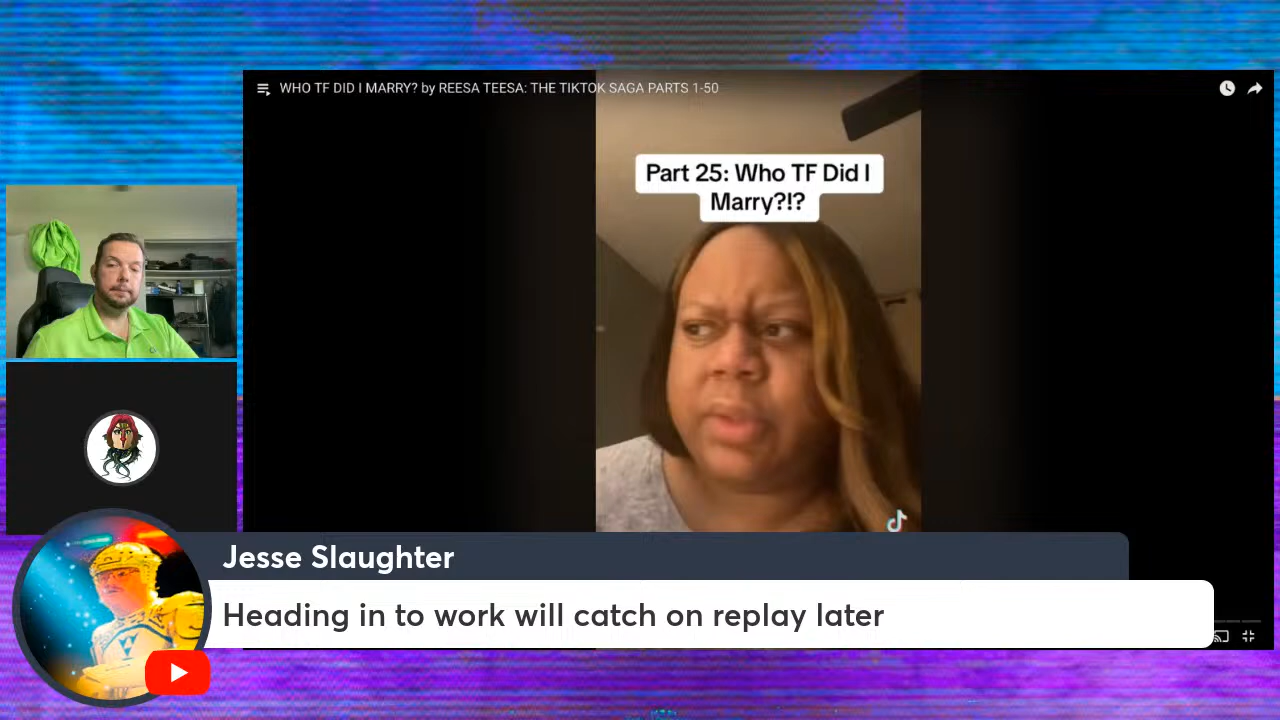 WHO TF DID I MARRY? by REESA TEESA: THE TIKTOK SAGA PARTS 1-50
Part 25: Who TF Did I
Marry?!?
Jesse Slaughter
Heading in to work will catch on replay later